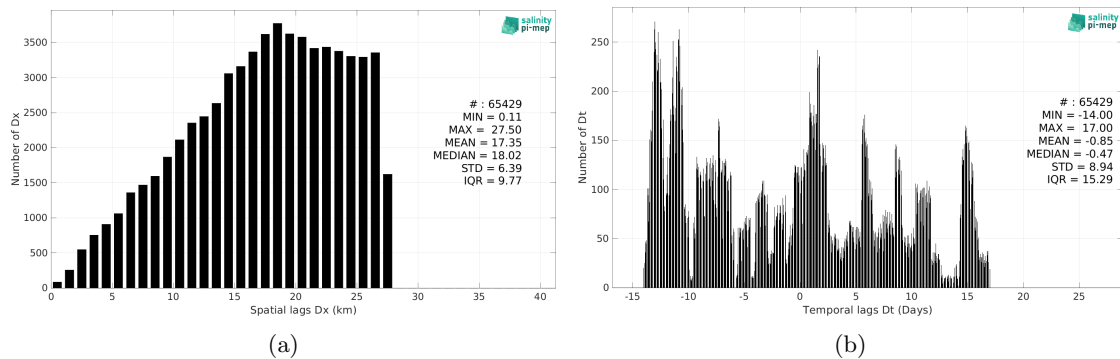 salinity
pi-mep
3500
3000
2500
2000
1500
1000
500
0
Number of Dx
# : 65429
MIN = 0.11
MAX = 27.50
MEAN = 17.35
MEDIAN = 18.02
STD = 6.39
IQR = 9.77
0 5 10 15 20 25 30 35 40
Spatial lags Dx (km)
(a)
salinity
pi-mep
250
200
150
100
50
0
Number of Dt
# : 65429
MIN = -14.00
MAX = 17.00
MEAN = -0.85
MEDIAN = -0.47
STD = 8.94
IQR = 15.29
-15 -10 -5 0 5 10 15 20 25
Temporal lags Dt (Days)
(b)